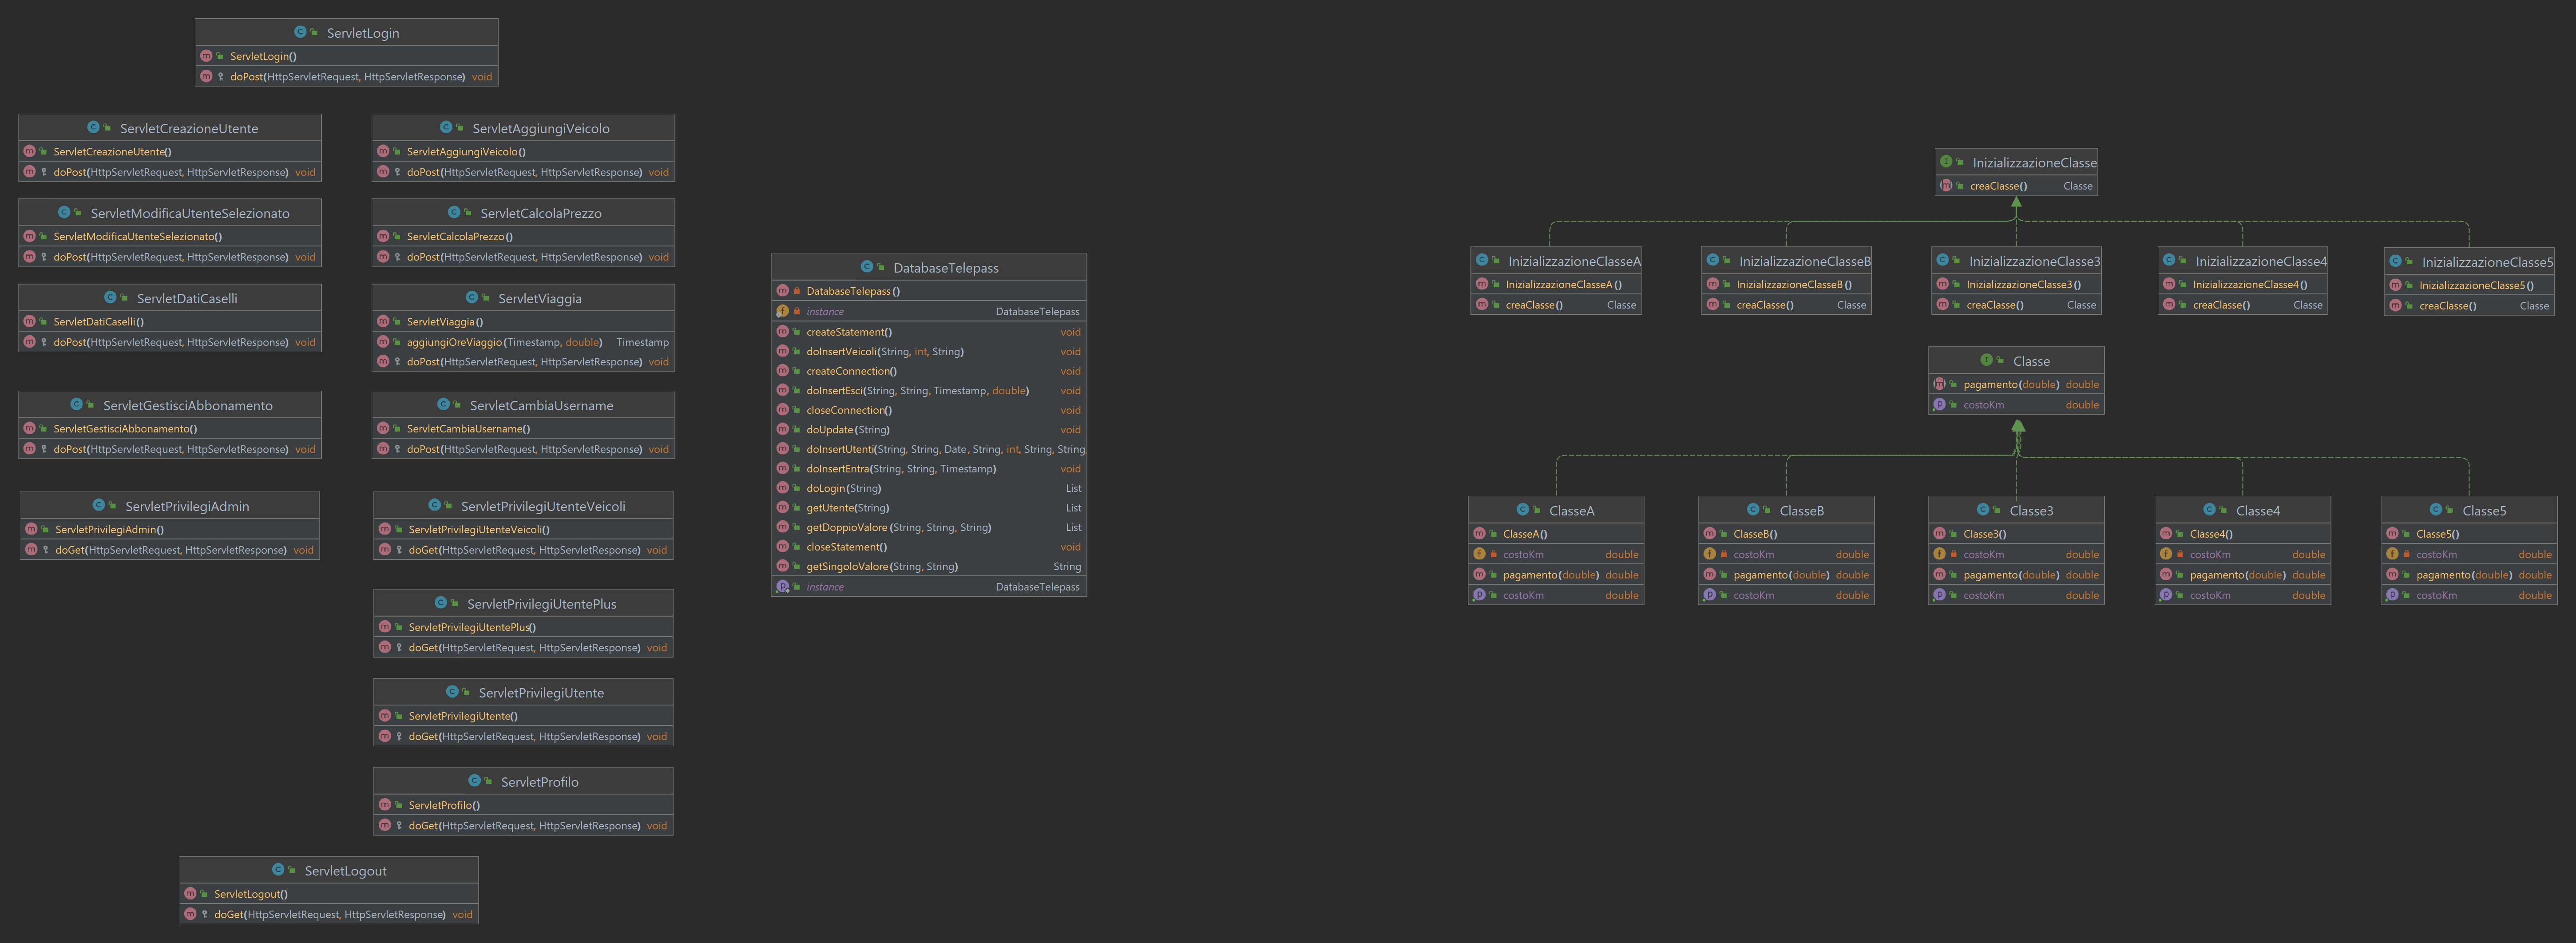 ServletLogin
ServletLogin()
doPost(HttpServletRequest, HttpServletResponse) void
ServletCreazioneUtente
ServletCreazioneUtente()
doPost(HttpServletRequest, HttpServletResponse) void
ServletAggiungiVeicolo
ServletAggiungiVeicolo()
doPost(HttpServletRequest, HttpServletResponse) void
ServletModificaUtenteSelezionato
ServletModificaUtenteSelezionato()
doPost(HttpServletRequest, HttpServletResponse) void
ServletCalcolaPrezzo
ServletCalcolaPrezzo()
doPost(HttpServletRequest, HttpServletResponse) void
ServletDatiCaselli
ServletDatiCaselli()
doPost(HttpServletRequest, HttpServletResponse) void
ServletViaggia
ServletViaggia()
aggiungiOreViaggio(Timestamp, double) Timestamp
doPost(HttpServletRequest, HttpServletResponse) void
ServletGestisciAbbonamento
ServletGestisciAbbonamento()
doPost(HttpServletRequest, HttpServletResponse) void
ServletCambiaUsername
ServletCambiaUsername()
doPost(HttpServletRequest, HttpServletResponse) void
ServletPrivilegiAdmin
ServletPrivilegiAdmin()
doGet(HttpServletRequest, HttpServletResponse) void
ServletPrivilegiUtenteVeicoli
ServletPrivilegiUtenteVeicoli()
doGet(HttpServletRequest, HttpServletResponse) void
ServletPrivilegiUtentePlus
ServletPrivilegiUtentePlus()
doGet(HttpServletRequest, HttpServletResponse) void
ServletPrivilegiUtente
ServletPrivilegiUtente()
doGet(HttpServletRequest, HttpServletResponse) void
ServletProfilo
ServletProfilo()
doGet(HttpServletRequest, HttpServletResponse) void
ServletLogout
ServletLogout()
doGet(HttpServletRequest, HttpServletResponse) void
DatabaseTelepass
DatabaseTelepass()
instance DatabaseTelepass
createStatement() void
doInsertVeicoli(String, int, String) void
createConnection() void
doInsertEsci(String, String, Timestamp, double) void
closeConnection() void
doUpdate(String) void
doInsertUtenti(String, String, Date, String, int, String, String,
doInsertEntra(String, String, Timestamp) void
doLogin(String) List
getUtente(String) List
getDoppioValore(String, String, String) List
closeStatement() void
getSingoloValore(String, String) String
instance DatabaseTelepass
InizializzazioneClasse
creaClasse() Classe
InizializzazioneClasseA
InizializzazioneClasseA()
creaClasse() Classe
InizializzazioneClasseB
InizializzazioneClasseB()
creaClasse() Classe
InizializzazioneClasse3
InizializzazioneClasse3()
creaClasse() Classe
InizializzazioneClasse4
InizializzazioneClasse4()
creaClasse() Classe
InizializzazioneClasse5
InizializzazioneClasse5()
creaClasse() Classe
Classe
pagamento(double) double
costoKm double
ClasseA
ClasseA()
costoKm double
pagamento(double) double
costoKm double
ClasseB
ClasseB()
costoKm double
pagamento(double) double
costoKm double
Classe3
Classe3()
costoKm double
pagamento(double) double
costoKm double
Classe4
Classe4()
costoKm double
pagamento(double) double
costoKm double
Classe5
Classe5()
costoKm double
pagamento(double) double
costoKm double